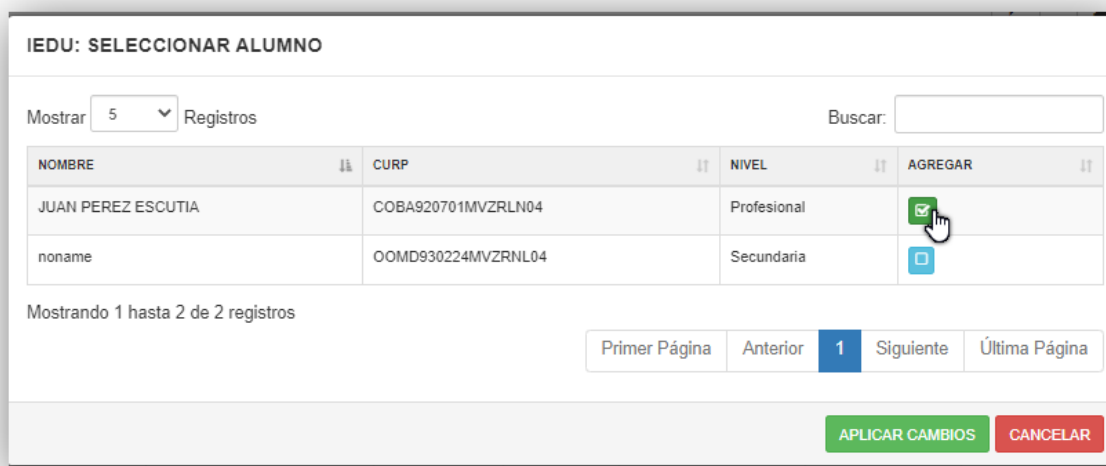 IEDU: SELECCIONAR ALUMNO
Mostrar 5 Registros Buscar:
NOMBRE CURP NIVEL AGREGAR
JUAN PEREZ ESCUTIA COBA920701MVZRLN04 Profesional
noname OOMD930224MVZRNL04 Secundaria
Mostrando 1 hasta 2 de 2 registros
Primer Página Anterior 1 Siguiente Última Página
APLICAR CAMBIOS CANCELAR